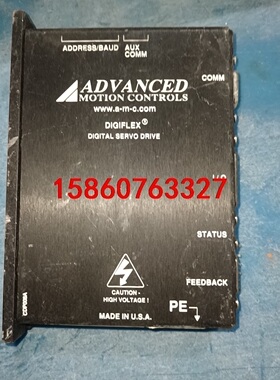 ADDRESS/BAUD
AUX
COMM
ADVANCED
MOTION CONTROLS
www.a-m-c.com
COMM
DIGIFLEX®
DIGITAL SERVO DRIVE
15860763327
STATUS
FEEDBACK
CAUTION -
HIGH VOLTAGE !
PE
MADE IN U.S.A.